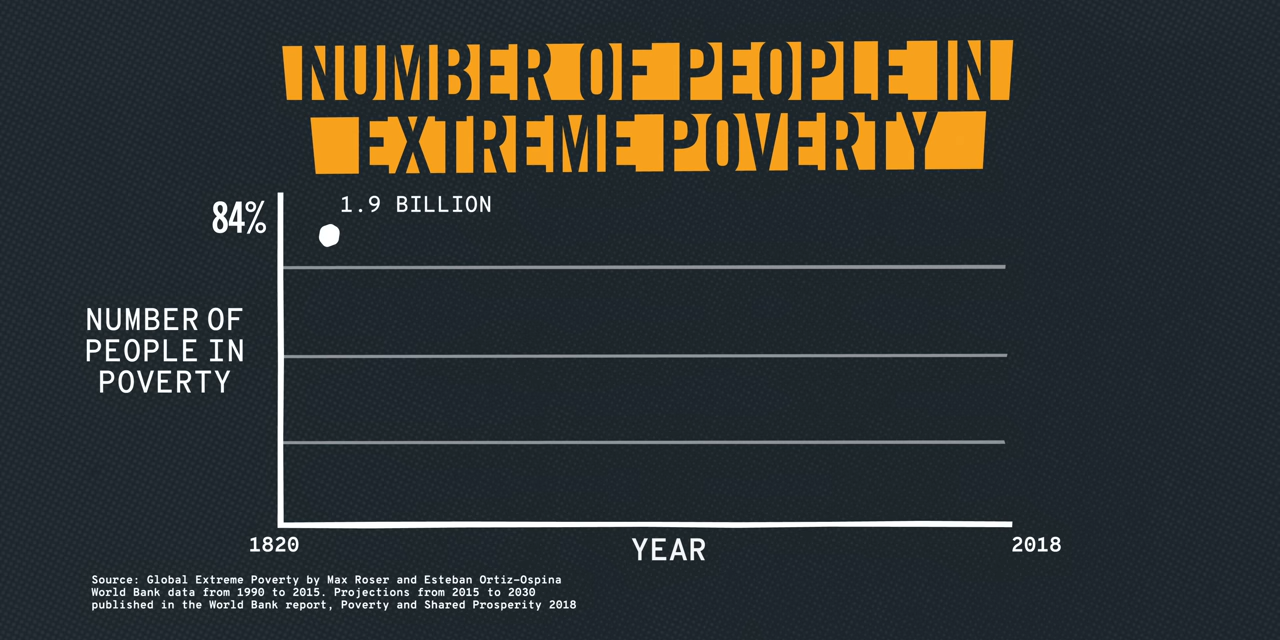 NUMBER OF PEOPLE IN
EXTREME POVERTY
84%
1.9 BILLION
NUMBER OF
PEOPLE IN
POVERTY
1820
YEAR
2018
Source: Global Extreme Poverty by Max Roser and Esteban Ortiz-Ospina
World Bank data from 1990 to 2015. Projections from 2015 to 2030
published in the World Bank report, Poverty and Shared Prosperity 2018